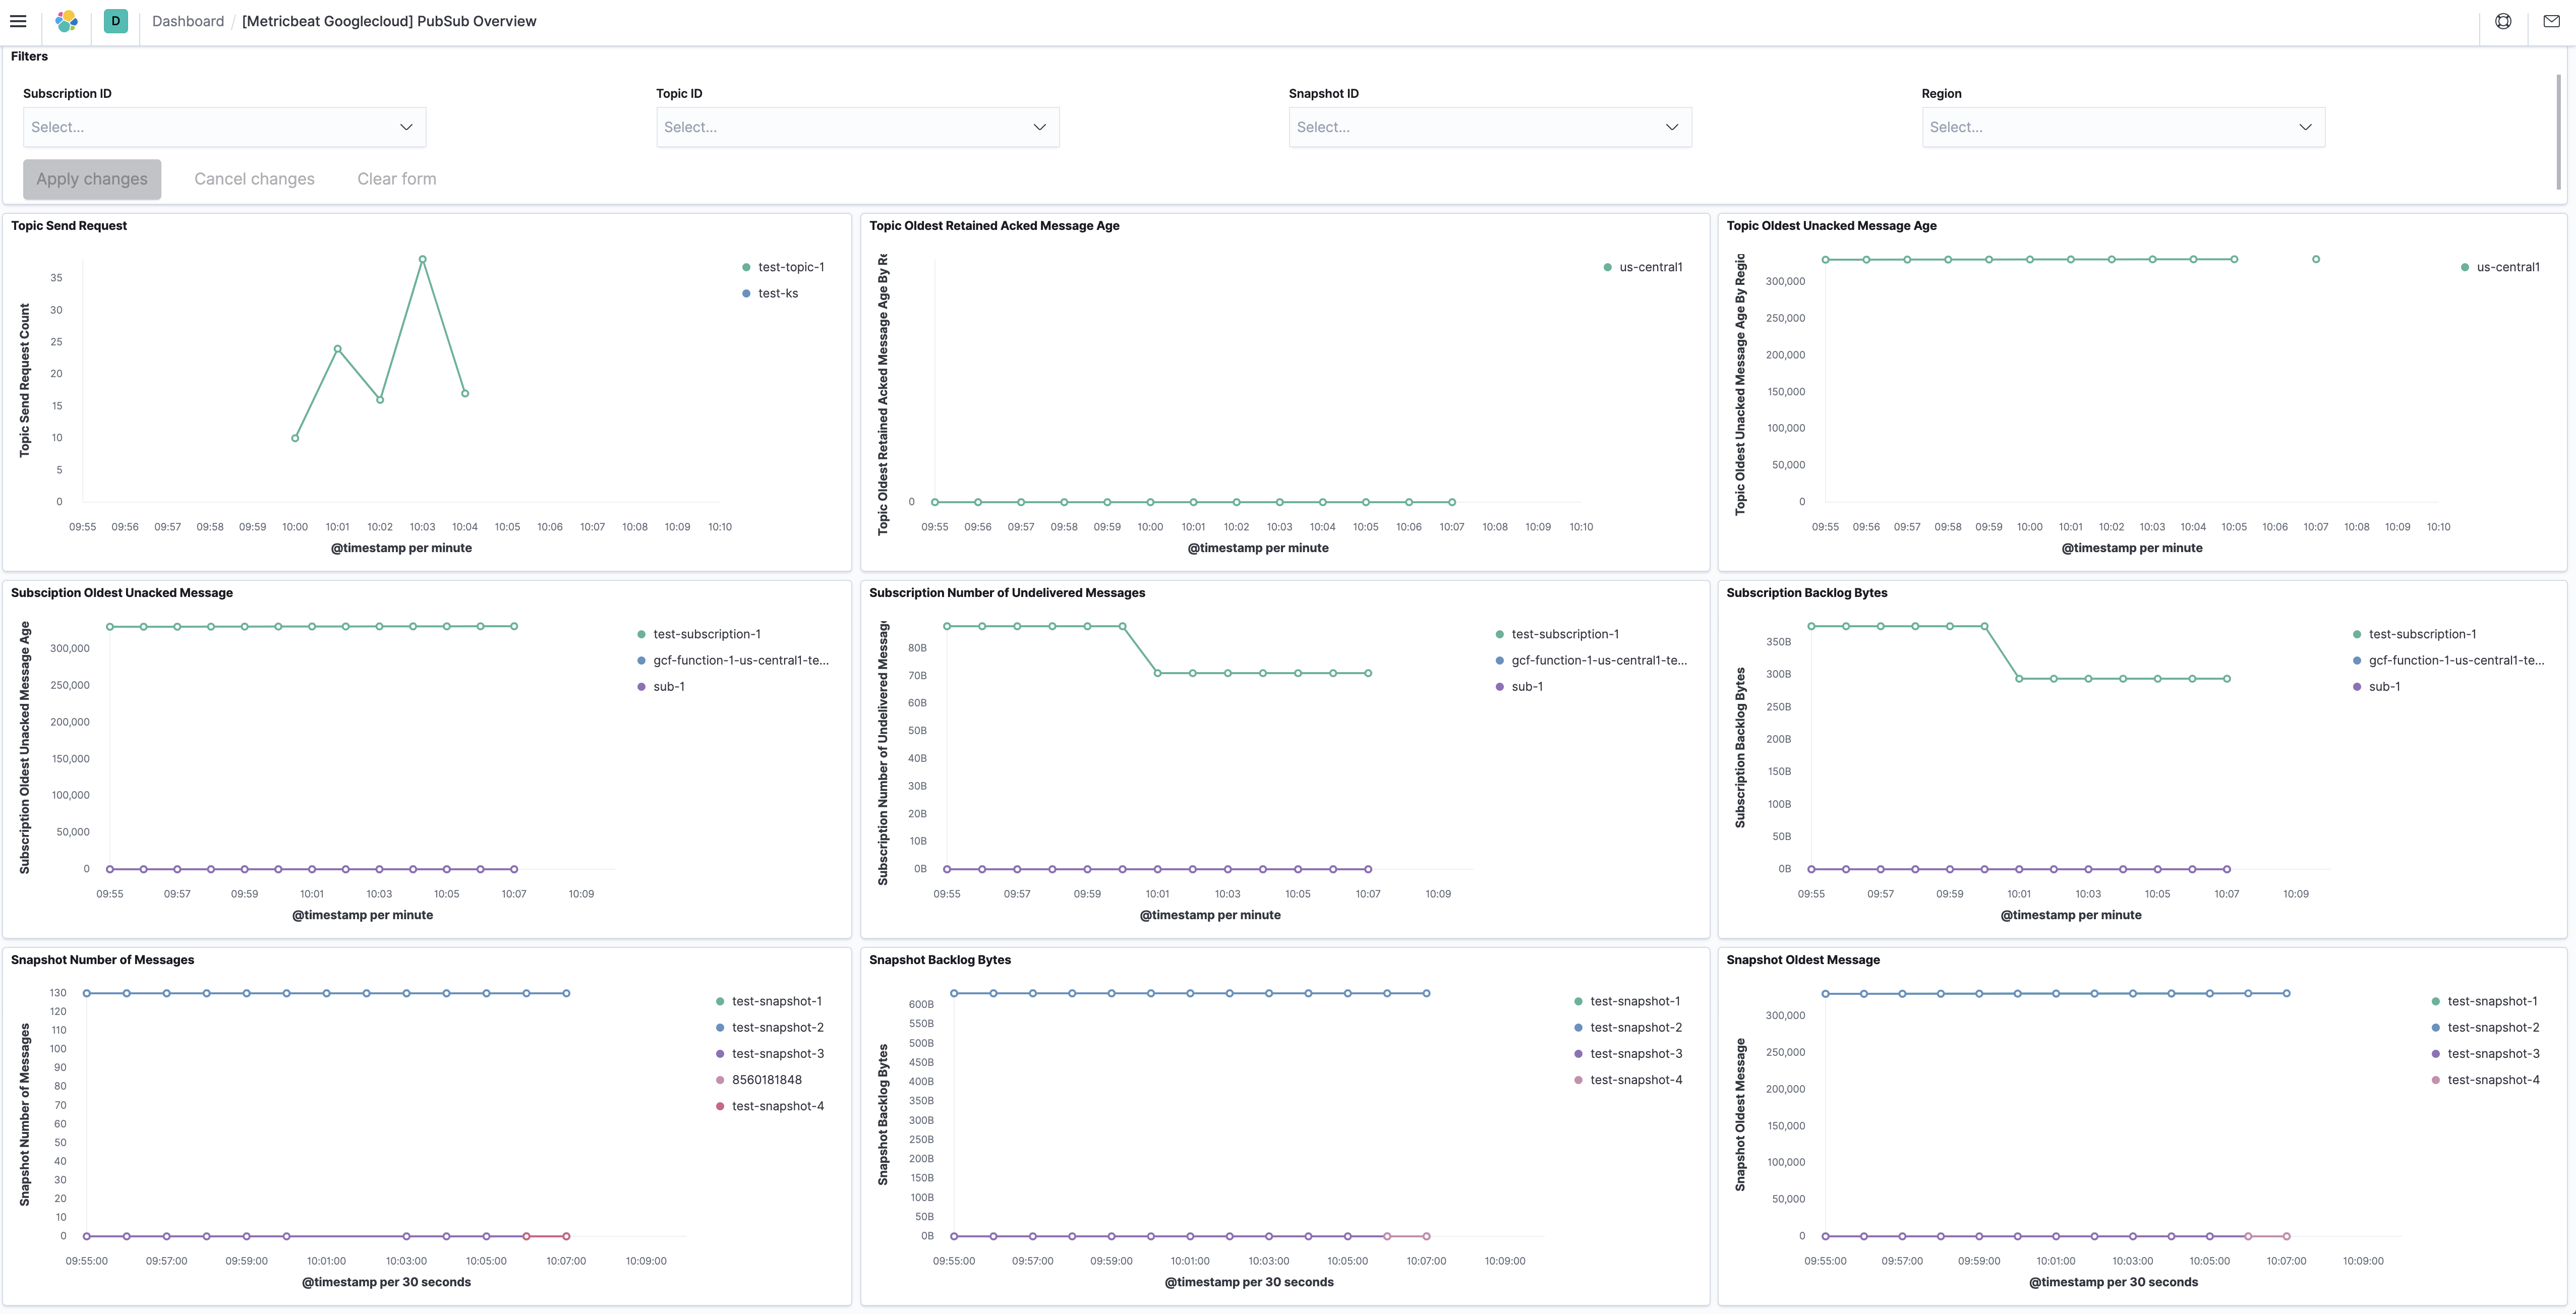 D Dashboard / [Metricbeat Googlecloud] PubSub Overview
Filters
Subscription ID Topic ID Snapshot ID Region
Select... Select... Select... Select...
Apply changes Cancel changes Clear form
Topic Send Request
Topic Send Request Count
35
30
25
20
15
10
5
0
09:55 09:56 09:57 09:58 09:59 10:00 10:01 10:02 10:03 10:04 10:05 10:06 10:07 10:08 10:09 10:10
@timestamp per minute
test-topic-1
test-ks
Topic Oldest Retained Acked Message Age
Topic Oldest Retained Acked Message Age By Re
0
09:55 09:56 09:57 09:58 09:59 10:00 10:01 10:02 10:03 10:04 10:05 10:06 10:07 10:08 10:09 10:10
@timestamp per minute
us-central1
Topic Oldest Unacked Message Age
Topic Oldest Unacked Message Age By Regio
300,000
250,000
200,000
150,000
100,000
50,000
0
09:55 09:56 09:57 09:58 09:59 10:00 10:01 10:02 10:03 10:04 10:05 10:06 10:07 10:08 10:09 10:10
@timestamp per minute
us-central1
Subsciption Oldest Unacked Message
Subscription Oldest Unacked Message Age
300,000
250,000
200,000
150,000
100,000
50,000
0
09:55 09:57 09:59 10:01 10:03 10:05 10:07 10:09
@timestamp per minute
test-subscription-1
gcf-function-1-us-central1-te...
sub-1
Subscription Number of Undelivered Messages
Subscription Number of Undelivered Message
80B
70B
60B
50B
40B
30B
20B
10B
0B
09:55 09:57 09:59 10:01 10:03 10:05 10:07 10:09
@timestamp per minute
test-subscription-1
gcf-function-1-us-central1-te...
sub-1
Subscription Backlog Bytes
Subscription Backlog Bytes
350B
300B
250B
200B
150B
100B
50B
0B
09:55 09:57 09:59 10:01 10:03 10:05 10:07 10:09
@timestamp per minute
test-subscription-1
gcf-function-1-us-central1-te...
sub-1
Snapshot Number of Messages
Snapshot Number of Messages
130
120
110
100
90
80
70
60
50
40
30
20
10
0
09:55:00 09:57:00 09:59:00 10:01:00 10:03:00 10:05:00 10:07:00 10:09:00
@timestamp per 30 seconds
test-snapshot-1
test-snapshot-2
test-snapshot-3
8560181848
test-snapshot-4
Snapshot Backlog Bytes
Snapshot Backlog Bytes
600B
550B
500B
450B
400B
350B
300B
250B
200B
150B
100B
50B
0B
09:55:00 09:57:00 09:59:00 10:01:00 10:03:00 10:05:00 10:07:00 10:09:00
@timestamp per 30 seconds
test-snapshot-1
test-snapshot-2
test-snapshot-3
test-snapshot-4
Snapshot Oldest Message
Snapshot Oldest Message
300,000
250,000
200,000
150,000
100,000
50,000
0
09:55:00 09:57:00 09:59:00 10:01:00 10:03:00 10:05:00 10:07:00 10:09:00
@timestamp per 30 seconds
test-snapshot-1
test-snapshot-2
test-snapshot-3
test-snapshot-4